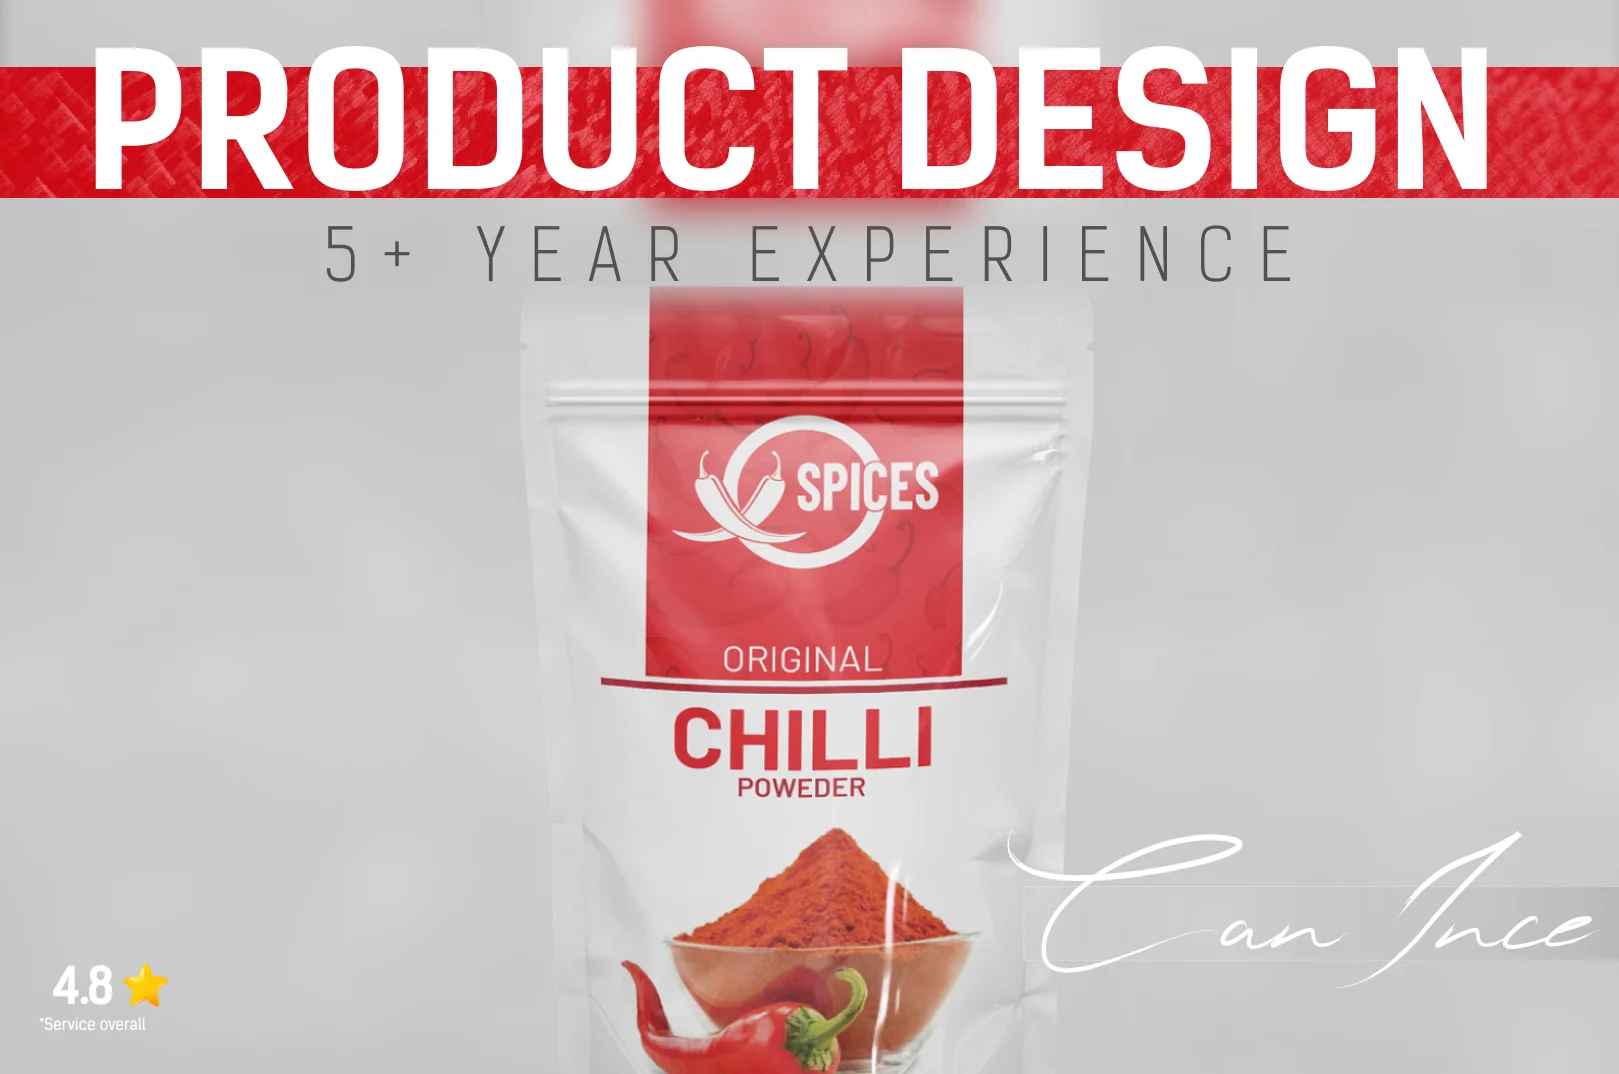 PRODUCT DESIGN
5+ YEAR EXPERIENCE
SPICES
ORIGINAL
CHILLI
POWEDER
Can Ince
4.8
*Service overall